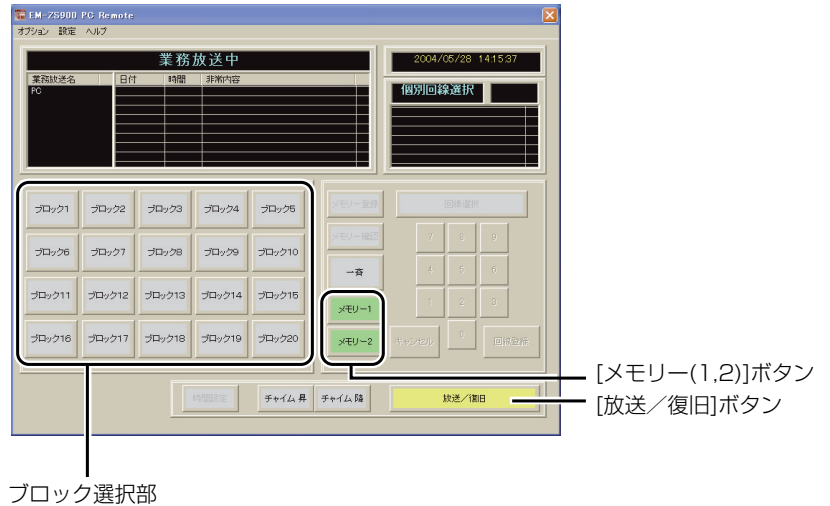 EM-ZS900 PC Remote
オプション 設定 ヘルプ
業務放送中
2004/05/28 14:15:37
業務放送名 日付 時間 非常内容
PC
個別回線選択
ブロック1 ブロック2 ブロック3 ブロック4 ブロック5
メモリー登録 回線選択
メモリー確認 7 8 9
ブロック6 ブロック7 ブロック8 ブロック9 ブロック10
一斉 4 5 6
ブロック11 ブロック12 ブロック13 ブロック14 ブロック15
メモリー1 1 2 3
ブロック16 ブロック17 ブロック18 ブロック19 ブロック20
メモリー2 キャンセル 0 回線登録
時間設定 チャイム 昇 チャイム 降 放送/復旧
[メモリー(1,2)]ボタン
[放送/復旧]ボタン
ブロック選択部